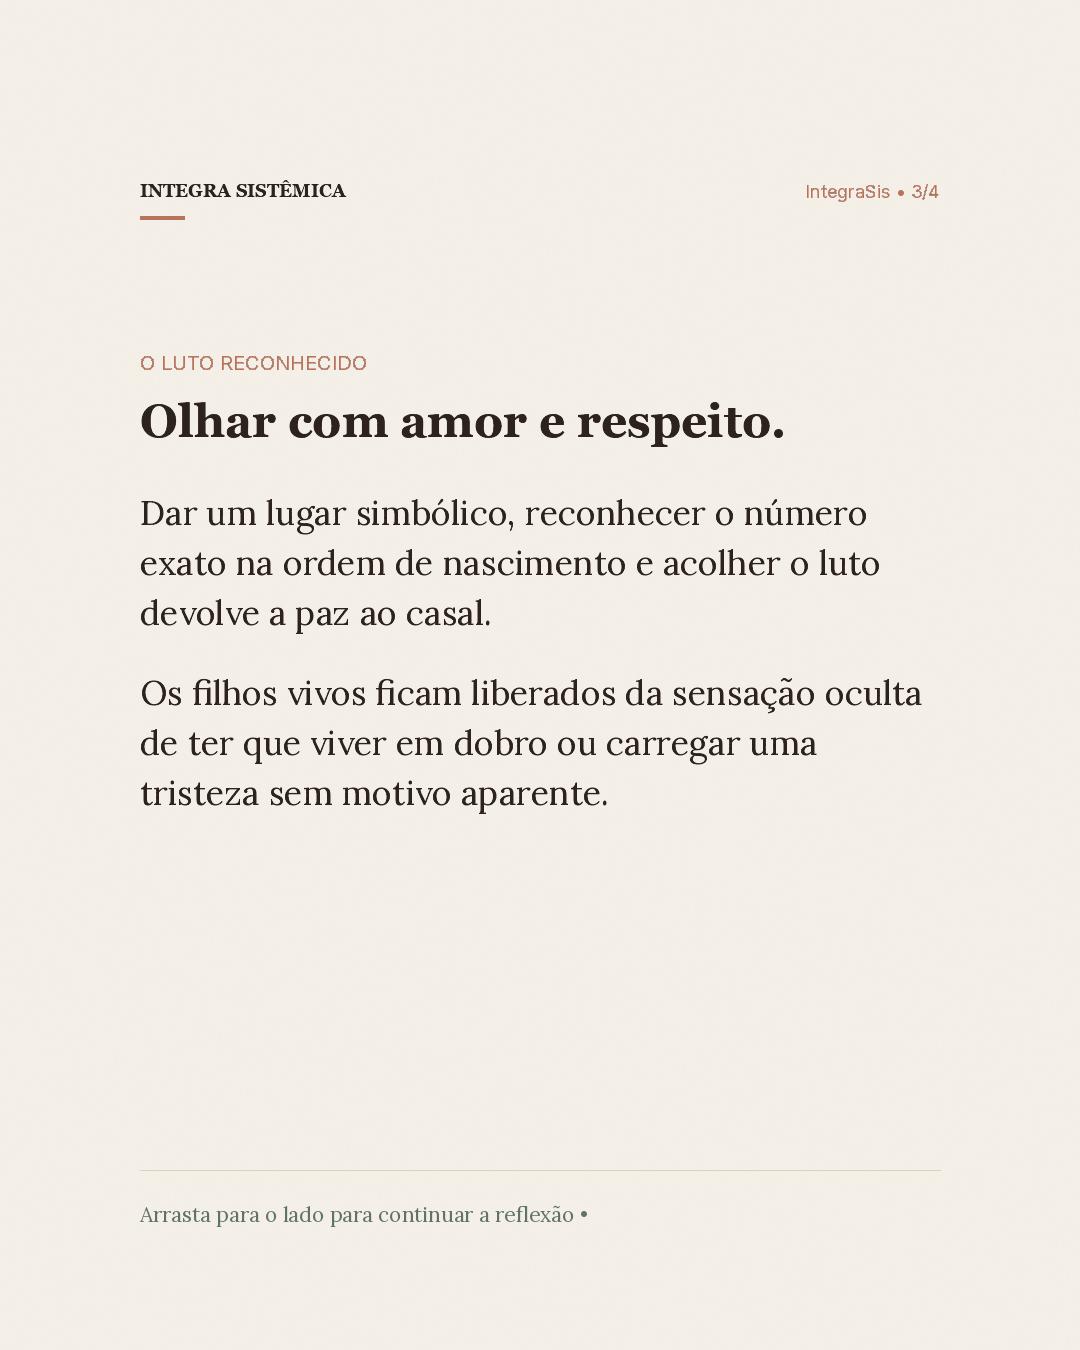 INTEGRA SISTÊMICA
IntegraSis • 3/4
O LUTO RECONHECIDO
Olhar com amor e respeito.
Dar um lugar simbólico, reconhecer o número
exato na ordem de nascimento e acolher o luto
devolve a paz ao casal.
Os filhos vivos ficam liberados da sensação oculta
de ter que viver em dobro ou carregar uma
tristeza sem motivo aparente.
Arrasta para o lado para continuar a reflexão •